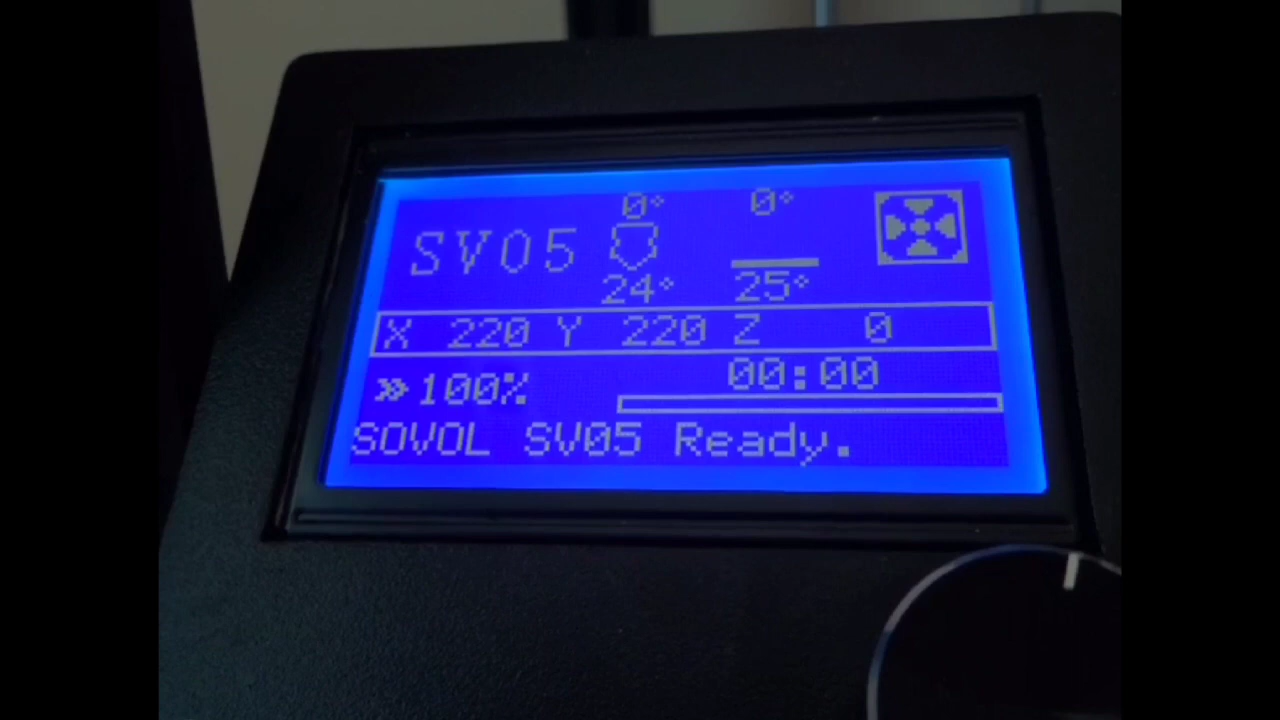 0° 0°
SV05
24° 25°
X 220 Y 220 Z 0
00:00
»100%
SOVOL SV05 Ready.